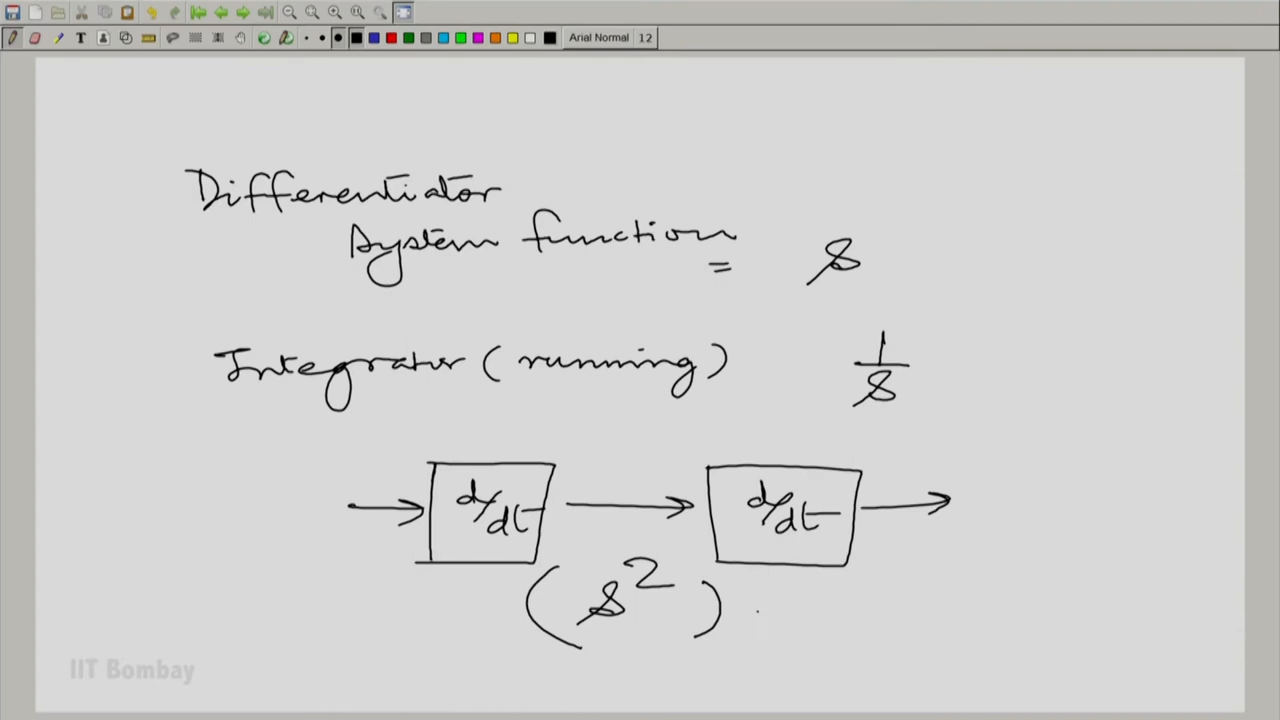 T Arial Normal 12
Differentiator
System function
= s
Integrator (running) 1/s
d/dt d/dt
(s²)
IIT Bombay